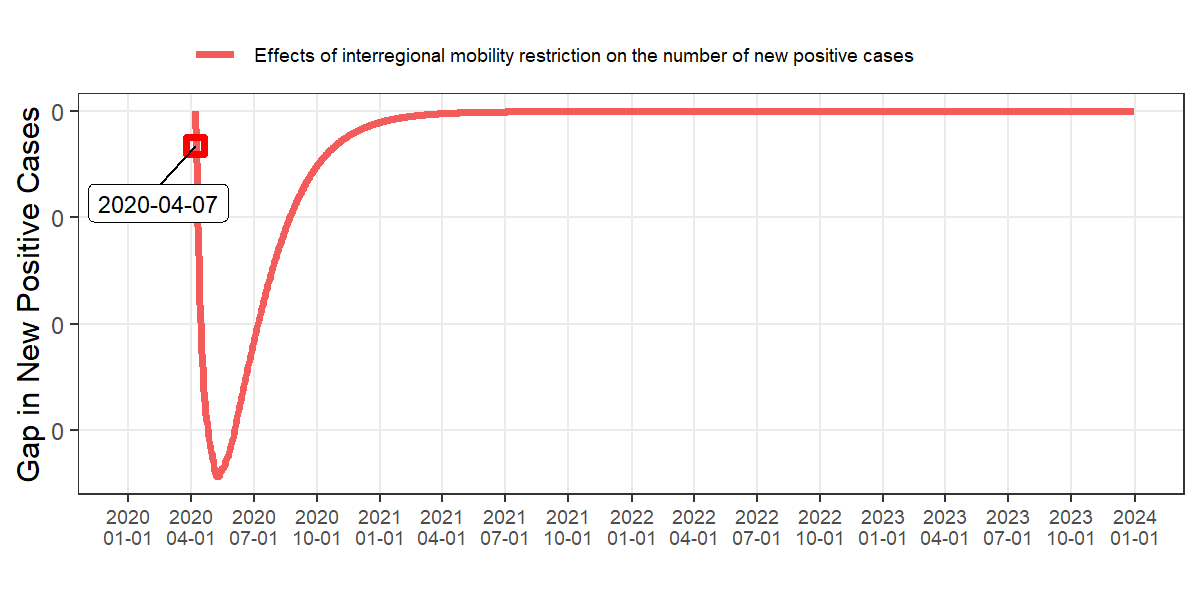 Effects of interregional mobility restriction on the number of new positive cases
Gap in New Positive Cases
0
0
0
0
2020-04-07
2020 2020 2020 2020 2021 2021 2021 2021 2022 2022 2022 2022 2023 2023 2023 2023 2024
01-01 04-01 07-01 10-01 01-01 04-01 07-01 10-01 01-01 04-01 07-01 10-01 01-01 04-01 07-01 10-01 01-01